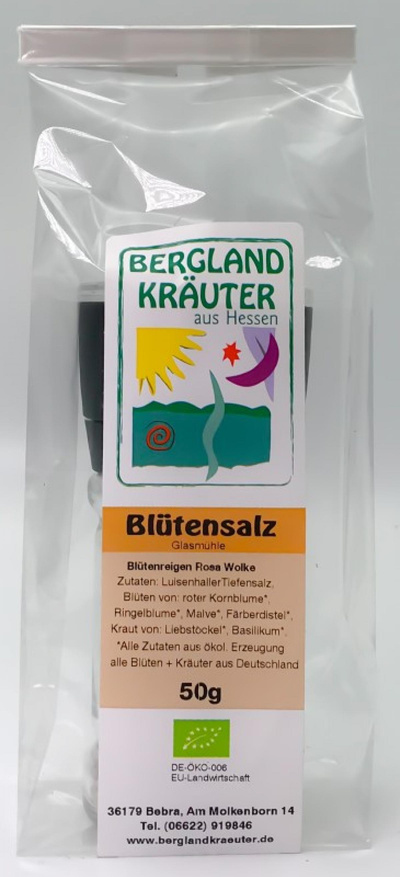 BERGLAND
KRÄUTER
aus Hessen
Blütensalz
Glasmühle
Blütenreigen Rosa Wolke
Zutaten: LuisenhallerTiefensalz,
Blüten von: roter Kornblume*,
Ringelblume*, Malve*, Färberdistel*,
Kraut von: Liebstöckel*, Basilikum*.
*Alle Zutaten aus ökol. Erzeugung
alle Blüten + Kräuter aus Deutschland
50g
DE-ÖKO-006
EU-Landwirtschaft
36179 Bebra, Am Molkenborn 14
Tel. (06622) 919846
www.berglandkraeuter.de